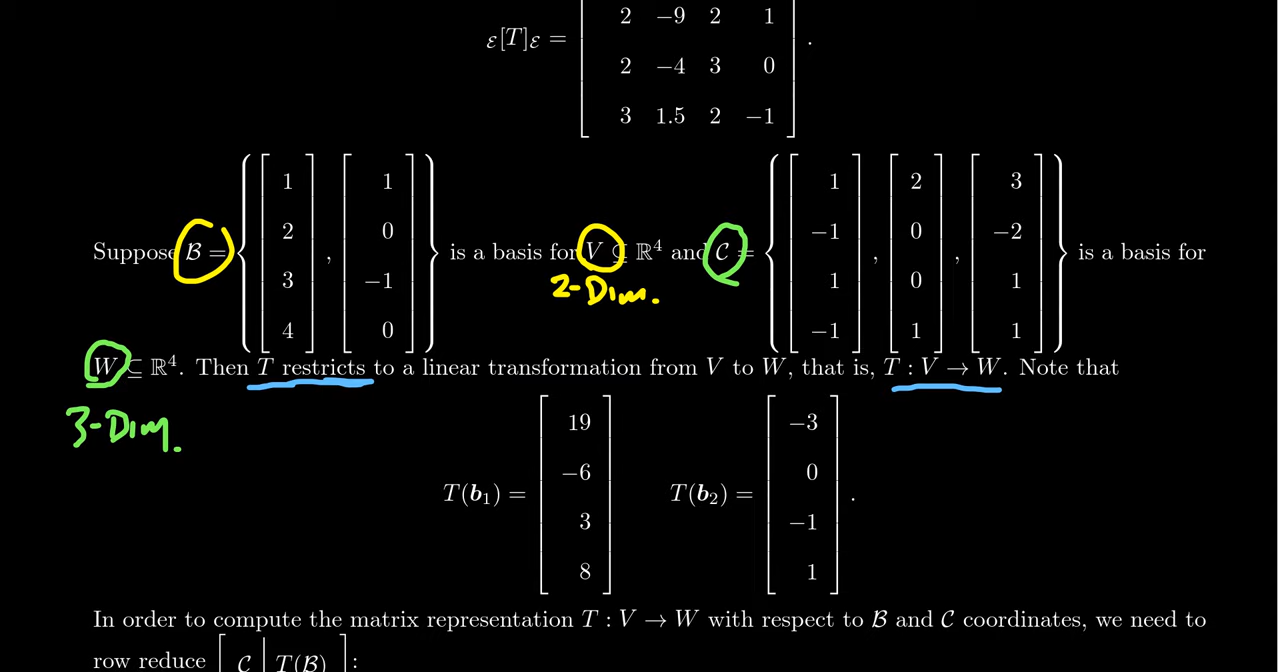 2 −9 2 1
ℰ[T]ℰ = .
2 −4 3 0
3 1.5 2 −1
1 1 1 2 3
2 0 −1 0 −2
Suppose ℬ = , is a basis for V ⊆ ℝ⁴ and 𝒞 = , , is a basis for
3 −1 1 0 1
2-Dim.
4 0 −1 1 1
W ⊆ ℝ⁴. Then T restricts to a linear transformation from V to W, that is, T : V → W. Note that
3-Dim.
19 −3
−6 0
T(b₁) = T(b₂) = .
3 −1
8 1
In order to compute the matrix representation T : V → W with respect to ℬ and 𝒞 coordinates, we need to
row reduce [ 𝒞 | T(ℬ) ] :